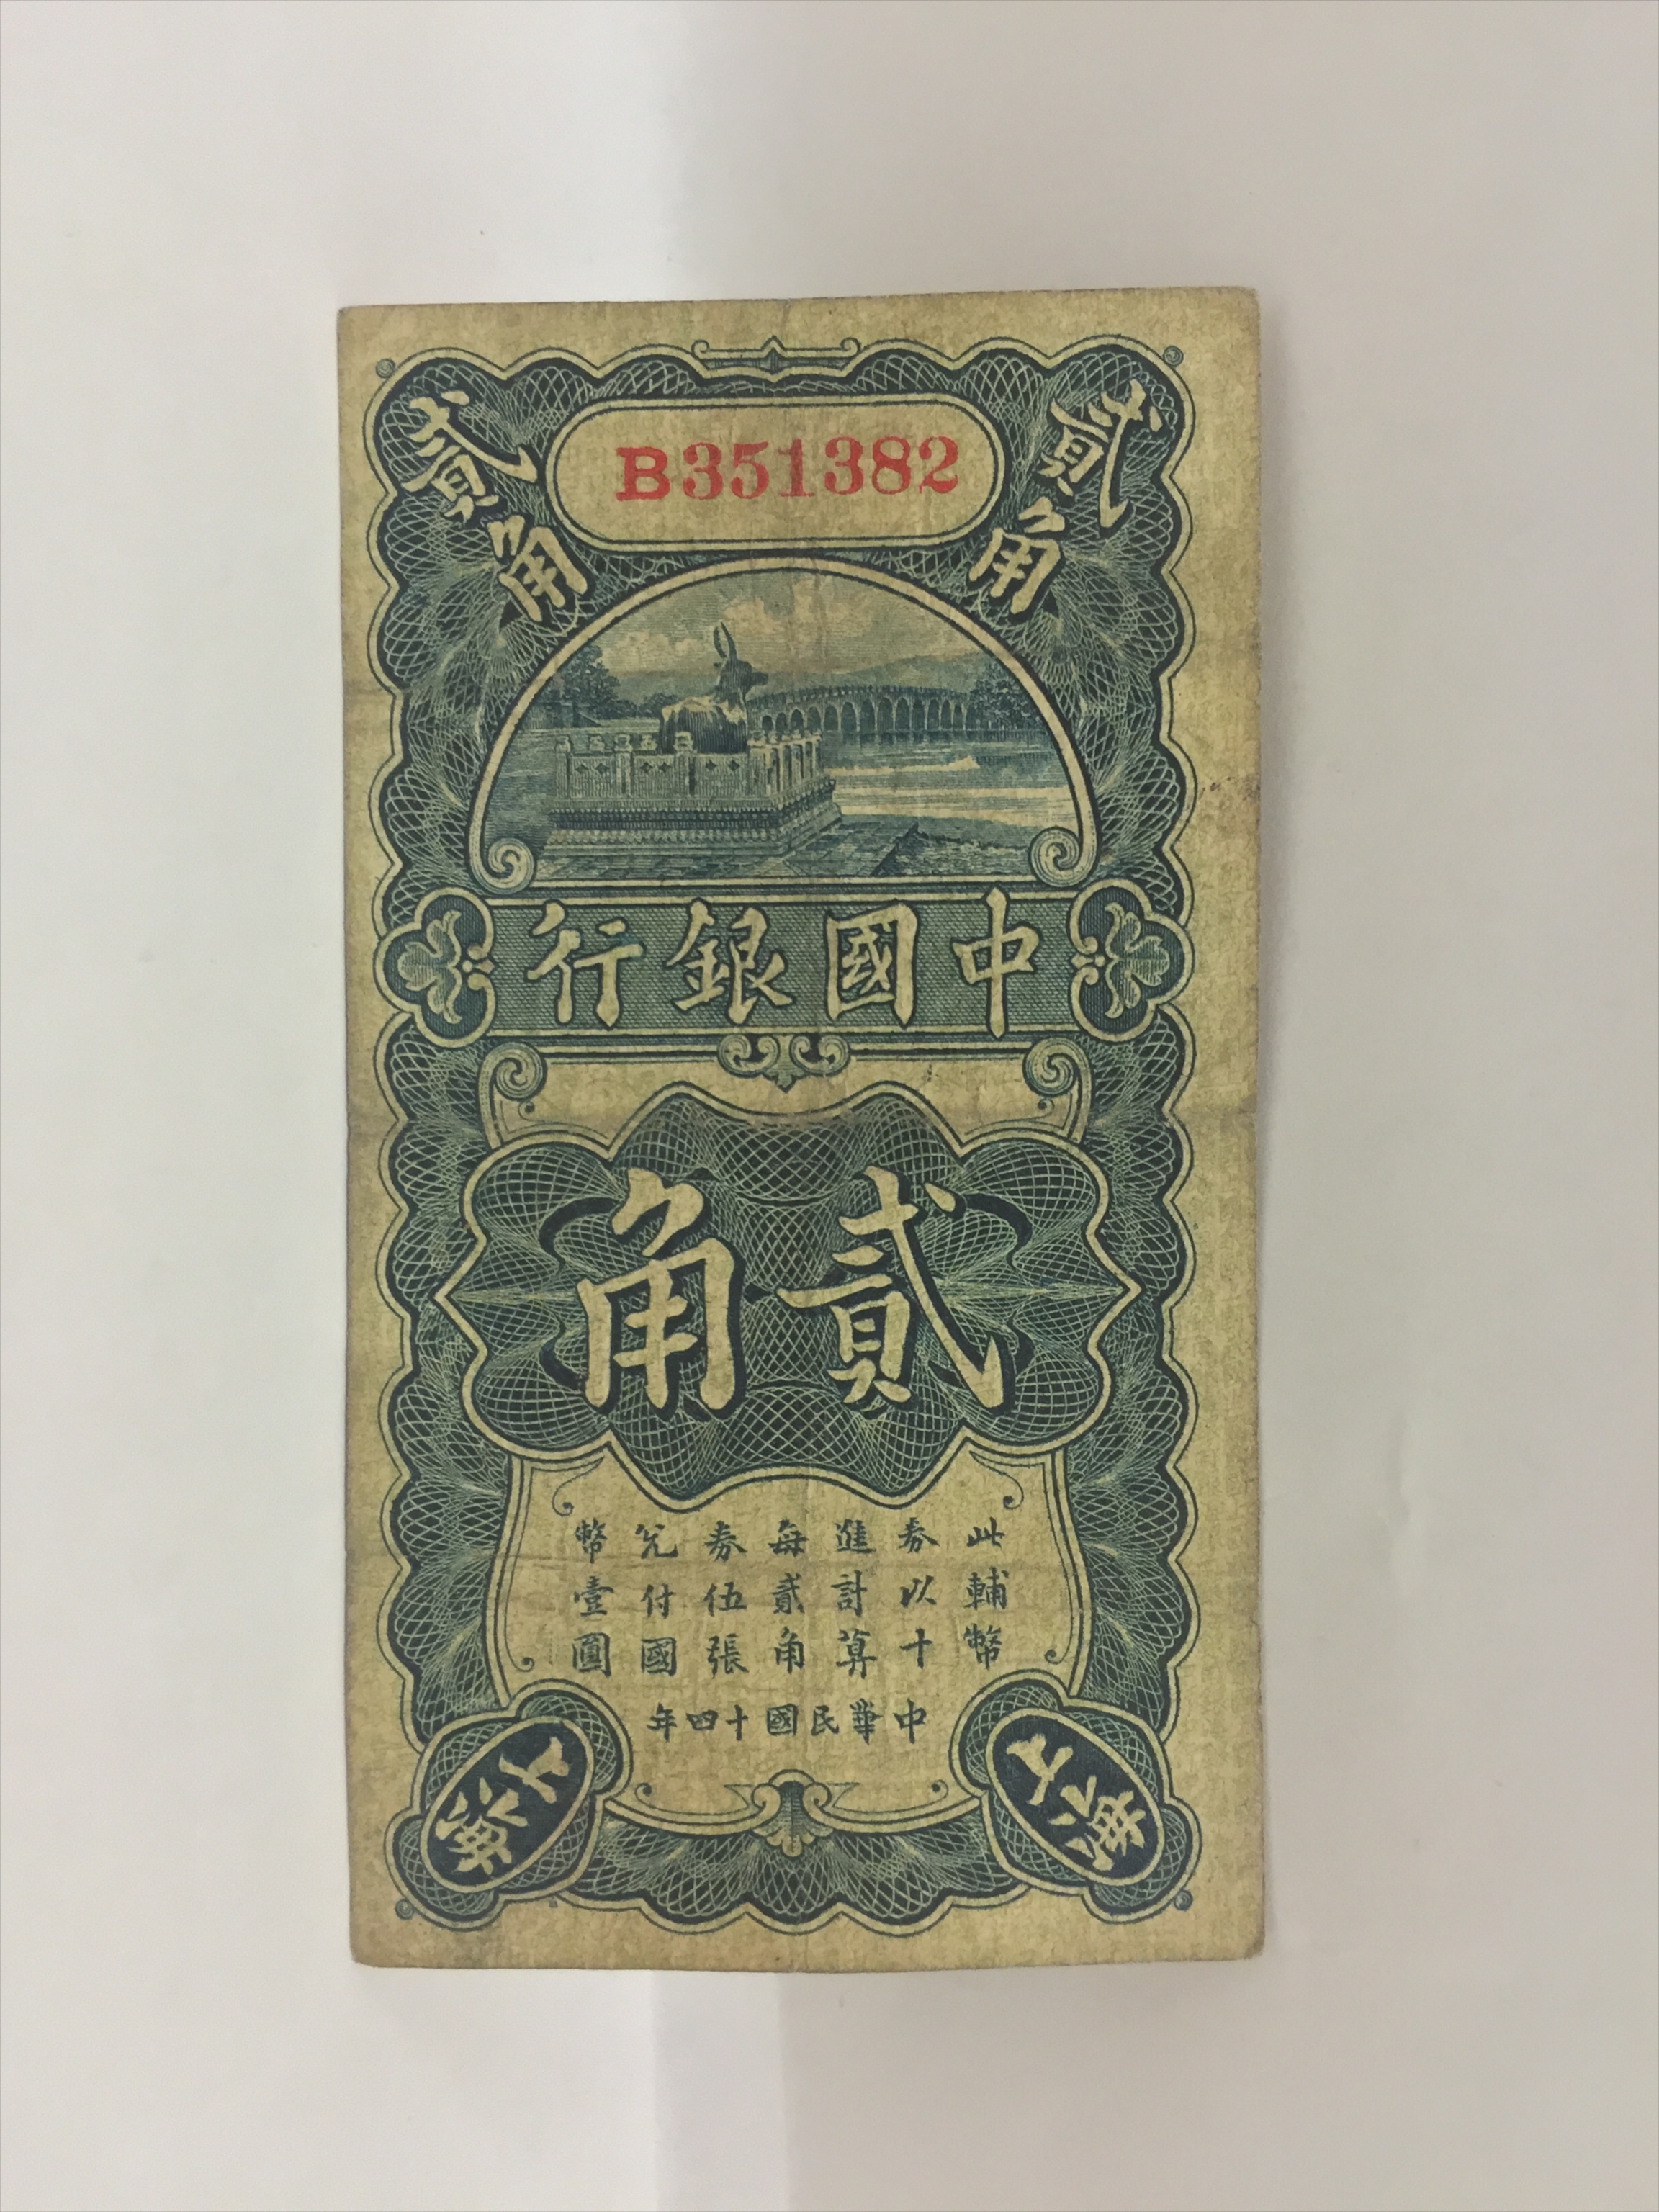 貳角
B351382
貳角
中國銀行
貳角
此輔幣
券以十
進計算
每貳角
券伍張
兌付國
幣壹圓
中華民國十四年
上海
上海